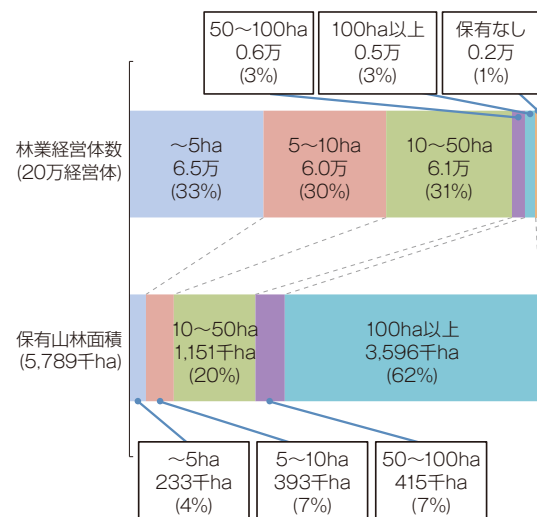 50～100ha
0.6万
(3%)
100ha以上
0.5万
(3%)
保有なし
0.2万
(1%)
林業経営体数
(20万経営体)
～5ha
6.5万
(33%)
5～10ha
6.0万
(30%)
10～50ha
6.1万
(31%)
保有山林面積
(5,789千ha)
10～50ha
1,151千ha
(20%)
100ha以上
3,596千ha
(62%)
～5ha
233千ha
(4%)
5～10ha
393千ha
(7%)
50～100ha
415千ha
(7%)